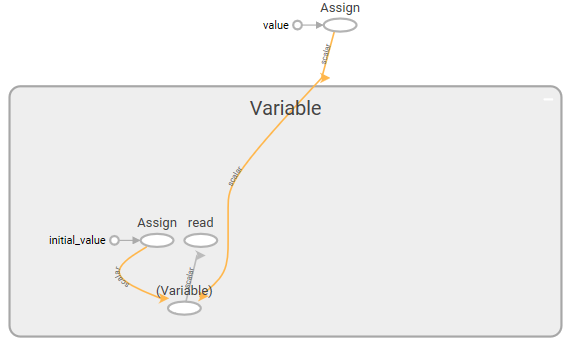 Assign
value
scalar
Variable
scalar
Assign read
initial_value
scalar
scalar
(Variable)